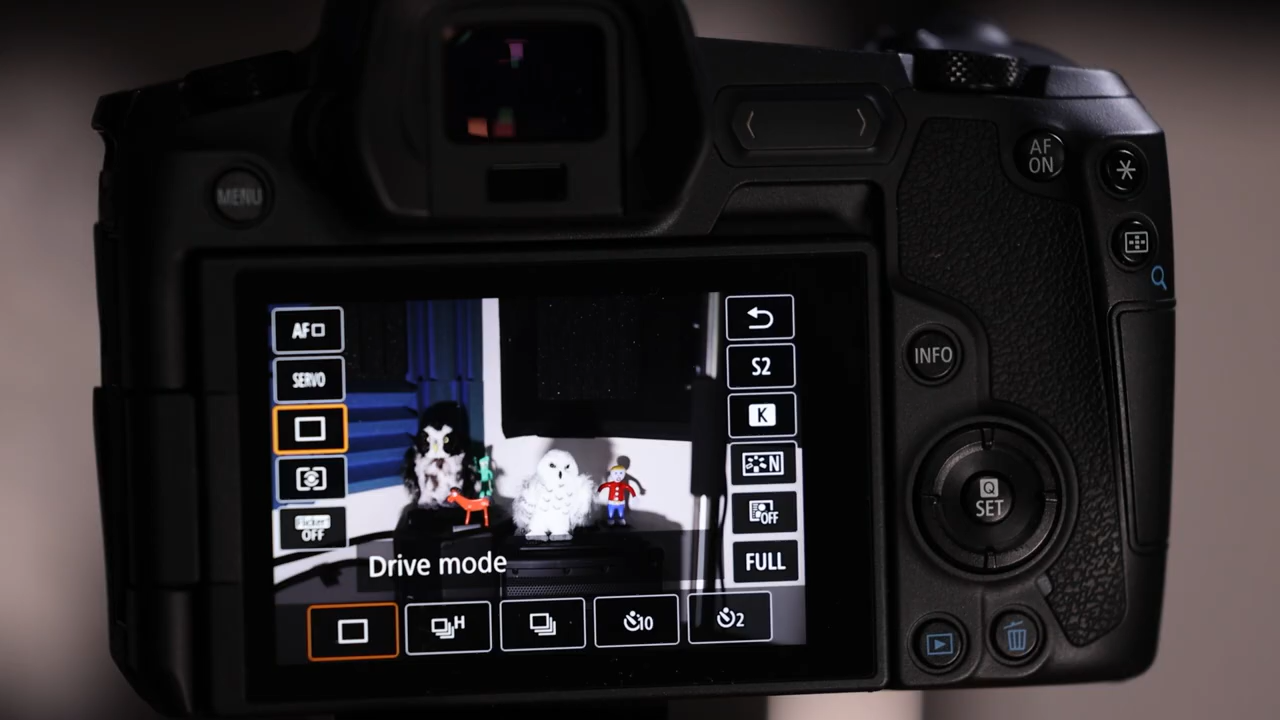 MENU
AF
ON
INFO
Q
SET
AF
SERVO
Flicker
OFF
S2
K
N
OFF
FULL
Drive mode
H
10
2